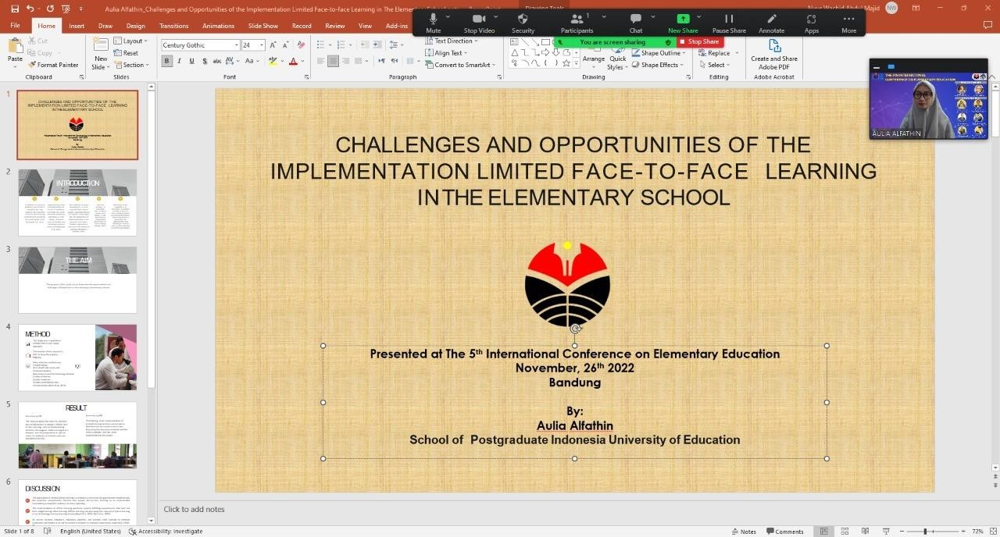 Aulia Alfathin_Challenges and Opportunities of the Implementation Limited Face-to-face Learning in The Elementary
File
Home
Insert
Draw
Design
Transitions
Animations
Slide Show
Record
Review
View
Add-ins
Mute
Stop Video
Security
Participants
1
Chat
New Share
Pause Share
Annotate
Apps
More
You are screen sharing
Stop Share
NW
Paste
Cut
Copy
Format Painter
Clipboard
New
Slide
Layout
Reset
Section
Slides
Century Gothic
24
Font
Paragraph
Text Direction
Align Text
Convert to SmartArt
Arrange
Quick
Styles
Shape Outline
Shape Effects
Drawing
Replace
Select
Editing
Create and Share
Adobe PDF
Adobe Acrobat
THE 5TH INTERNATIONAL
CONFERENCE ON ELEMENTARY EDUCATION
AULIA ALFATHIN
1
CHALLENGES AND OPPORTUNITIES OF THE
IMPLEMENTATION LIMITED FACE-TO-FACE LEARNING
IN THE ELEMENTARY SCHOOL
2
INTRODUCTION
3
THE AIM
4
METHOD
5
RESULT
6
DISCUSSION
CHALLENGES AND OPPORTUNITIES OF THE
IMPLEMENTATION LIMITED FACE-TO-FACE LEARNING
IN THE ELEMENTARY SCHOOL
Presented at The 5th International Conference on Elementary Education
November, 26th 2022
Bandung
By:
Aulia Alfathin
School of Postgraduate Indonesia University of Education
Click to add notes
Slide 1 of 8
English (United States)
Accessibility: Investigate
Notes
Comments
72%